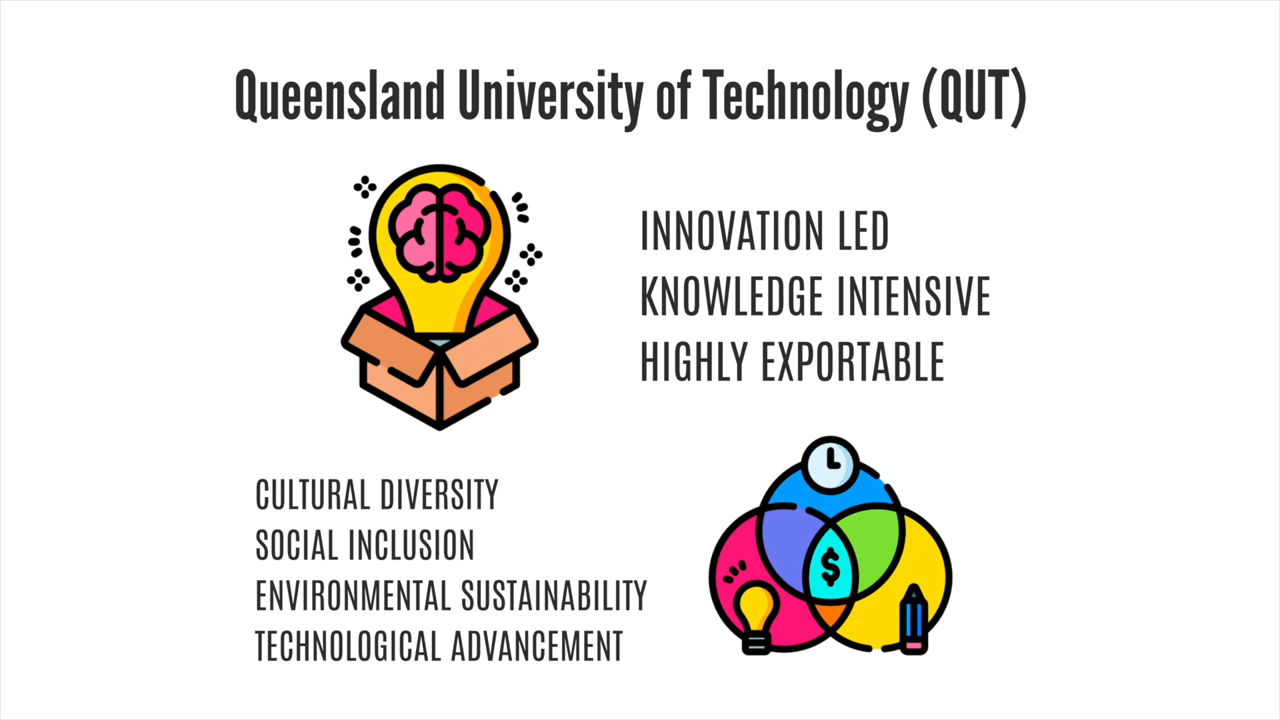 Queensland University of Technology (QUT)
INNOVATION LED
KNOWLEDGE INTENSIVE
HIGHLY EXPORTABLE
CULTURAL DIVERSITY
SOCIAL INCLUSION
ENVIRONMENTAL SUSTAINABILITY
TECHNOLOGICAL ADVANCEMENT
$